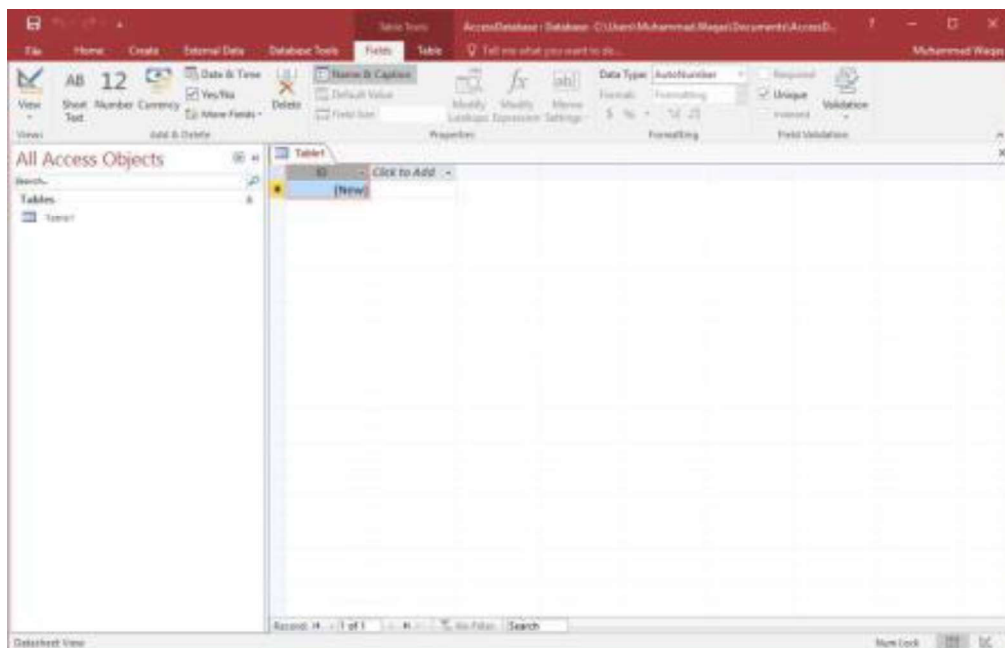 Table Tools
AccessDatabase : Database- C:\Users\Muhammad.Waqas\Documents\AccessD...
?
File Home Create External Data Database Tools Fields Table Tell me what you want to do...
Muhammad Waqas
View
Views
AB
Short Text
12
Number
Currency
Date & Time
Yes/No
More Fields
Add & Delete
Delete
Name & Caption
Default Value
Field Size
Modify Lookups
fx
Modify Expression
ab|
Memo Settings
Properties
Data Type: AutoNumber
Format: Formatting
$ %
Formatting
Required
Unique
Indexed
Validation
Field Validation
All Access Objects
Search...
Tables
Table1
Table1
ID Click to Add
(New)
Record: 1 of 1 No Filter Search
Datasheet View
Num Lock